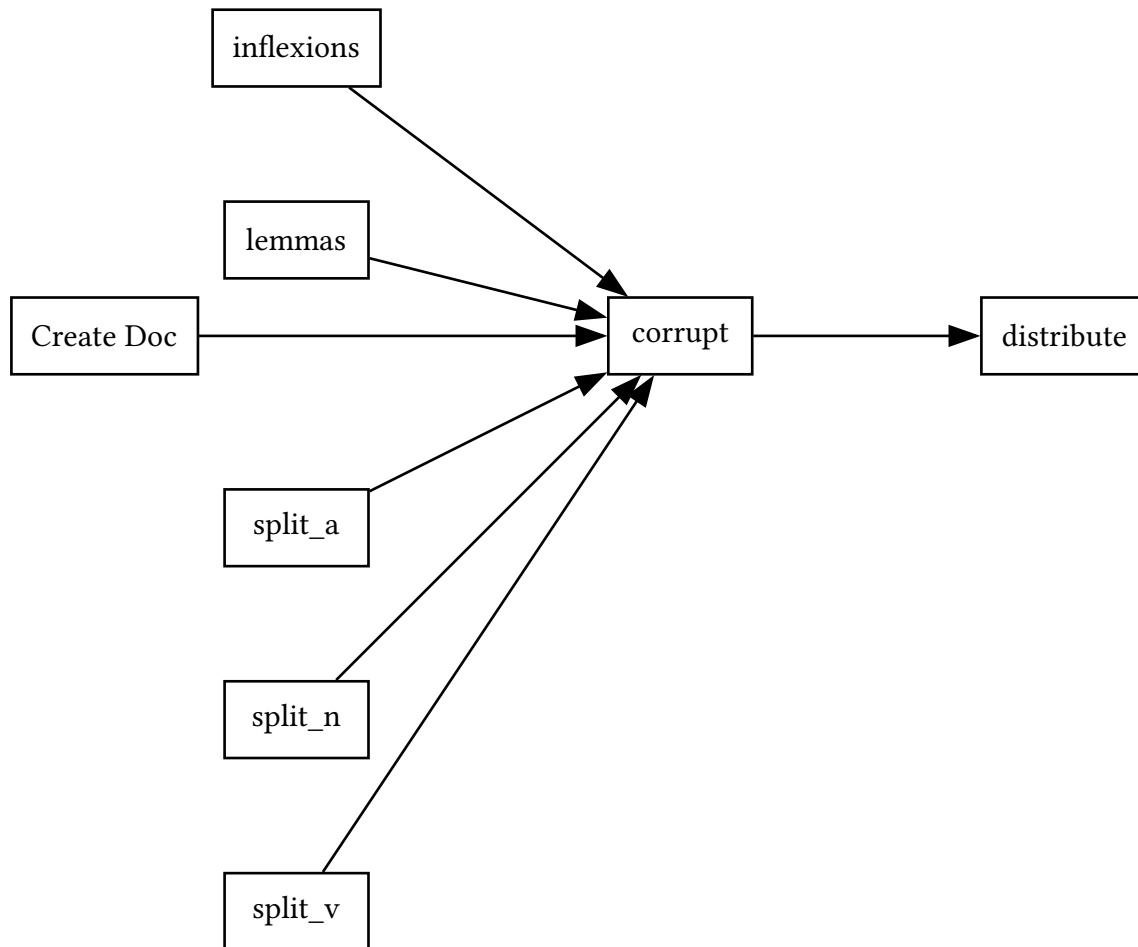 inflexions
lemmas
Create Doc
corrupt
distribute
split_a
split_n
split_v